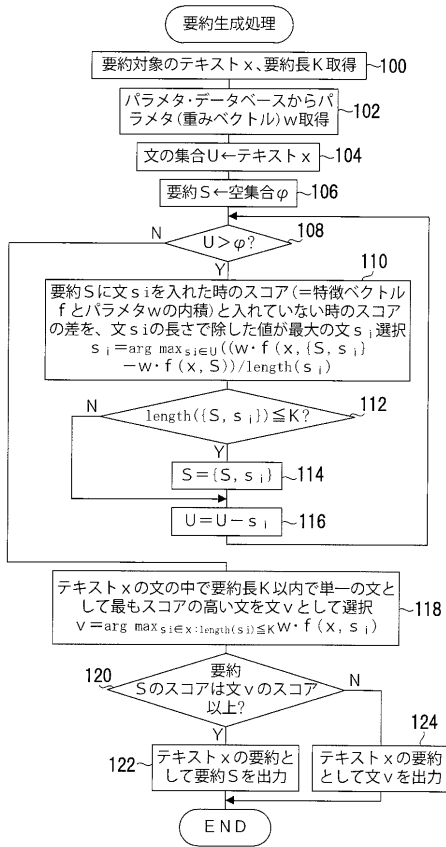 要約生成処理
要約対象のテキストx、要約長K取得
100
パラメタ・データベースからパ
ラメタ(重みベクトル)w取得
102
文の集合U←テキストx
104
要約S←空集合φ
106
N
U>φ?
108
Y
110
要約Sに文siを入れた時のスコア(=特徴ベクトル
fとパラメタwの内積)と入れていない時のスコア
の差を、文siの長さで除した値が最大の文si選択
si=arg maxsi∈U((w・f(x,{S,si}
-w・f(x,S))/length(si)
N
length({S,si})≦K?
112
Y
S={S,si}
114
U=U-si
116
テキストxの文の中で要約長K以内で単一の文と
して最もスコアの高い文を文vとして選択
v=arg maxsi∈x:length(si)≦Kw・f(x,si)
118
120
要約
Sのスコアは文vのスコア
以上?
N
Y
124
122
テキストxの要約と
して要約Sを出力
テキストxの要約
として文vを出力
END